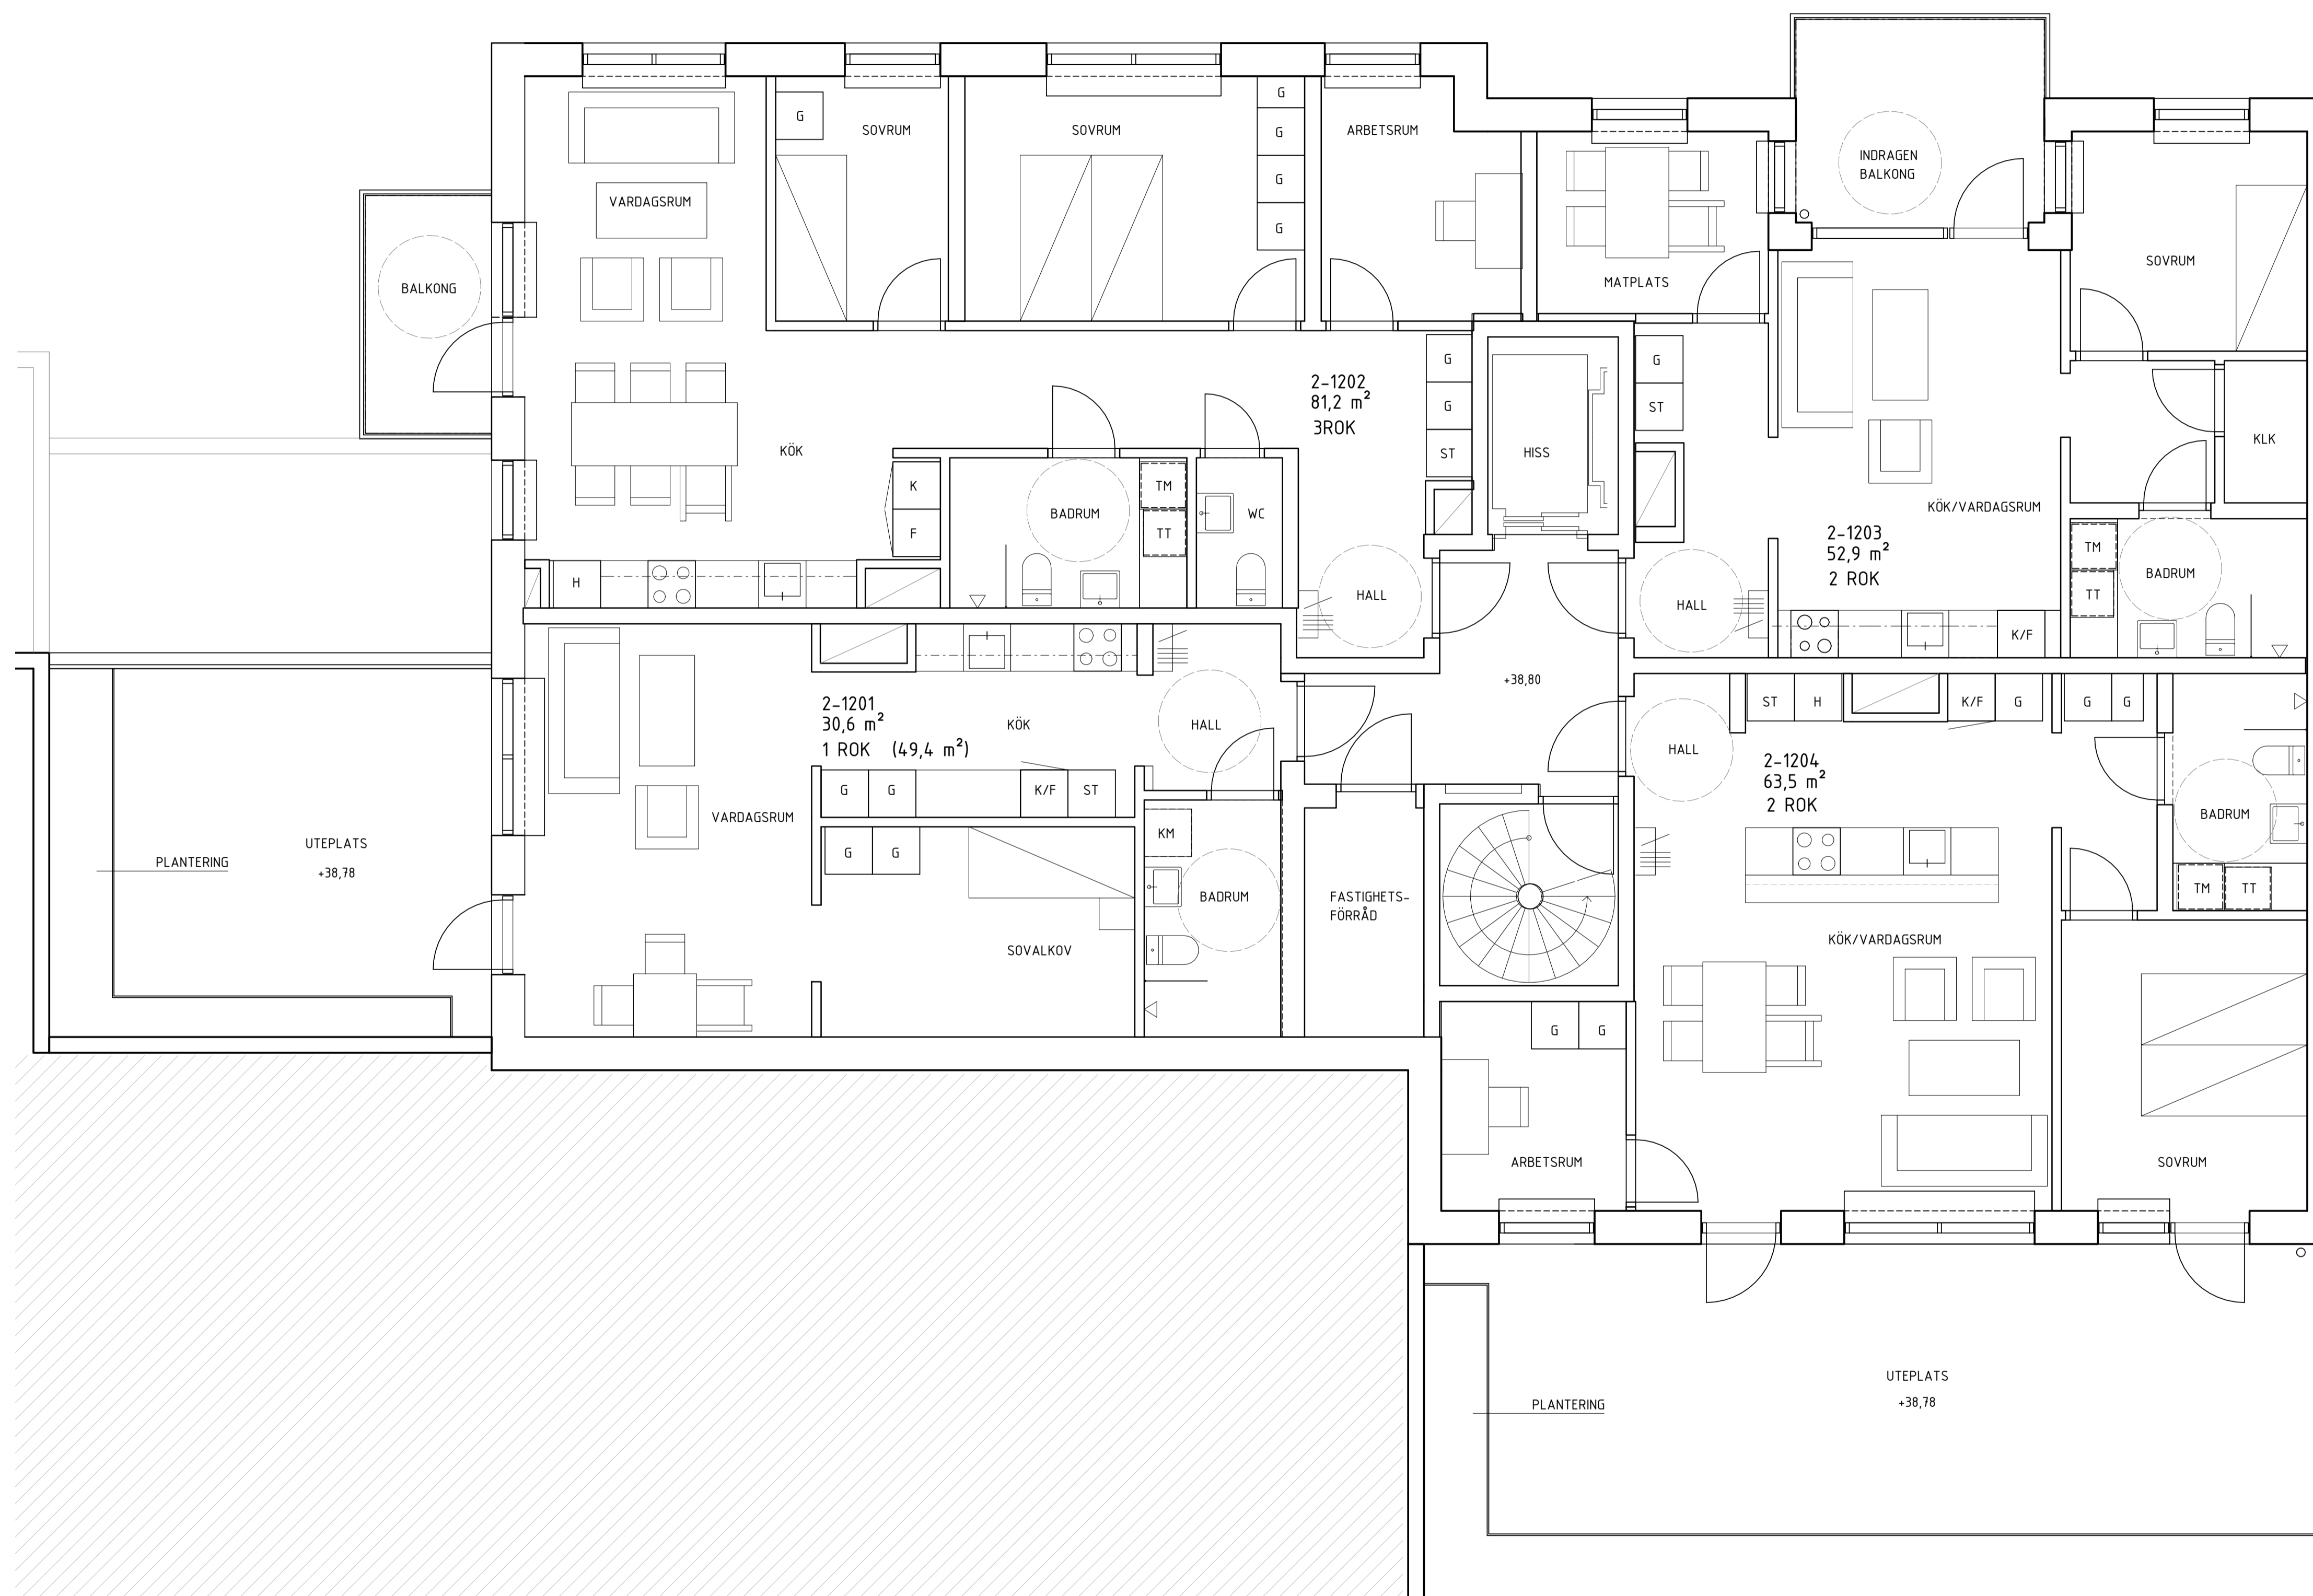 G
SOVRUM
SOVRUM
G
G
G
G
ARBETSRUM
INDRAGEN
BALKONG
VARDAGSRUM
BALKONG
MATPLATS
SOVRUM
2-1202
81,2 m²
3ROK
G
G
ST
HISS
G
ST
KLK
KÖK
K
F
BADRUM
TM
TT
WC
H
HALL
HALL
KÖK/VARDAGSRUM
2-1203
52,9 m²
2 ROK
K/F
TM
TT
BADRUM
2-1201
30,6 m²
1 ROK (49,4 m²)
KÖK
HALL
+38,80
HALL
ST
H
K/F
G
G
G
2-1204
63,5 m²
2 ROK
G
G
K/F
ST
VARDAGSRUM
KM
G
G
BADRUM
SOVALKOV
FASTIGHETS-
FÖRRÅD
BADRUM
TM
TT
UTEPLATS
+38,78
PLANTERING
KÖK/VARDAGSRUM
G
G
ARBETSRUM
SOVRUM
UTEPLATS
+38,78
PLANTERING